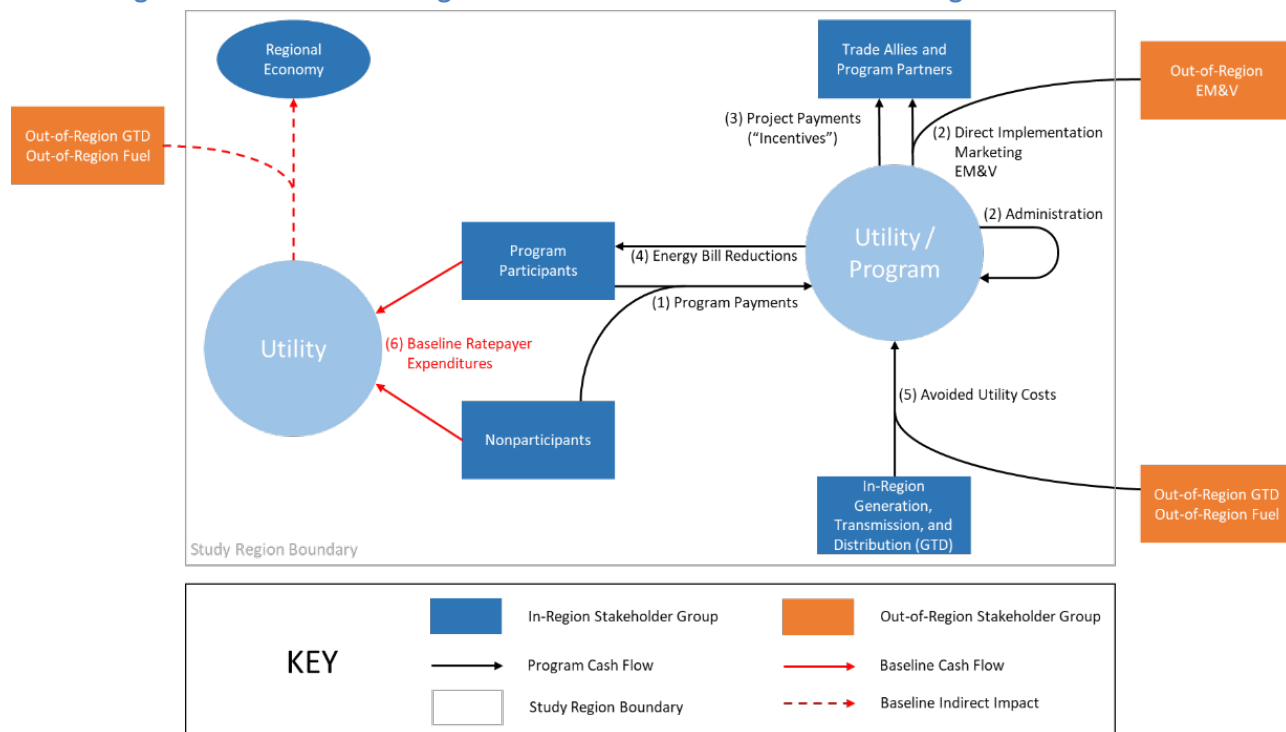 Regional
Economy
Trade Allies and
Program Partners
Out-of-Region
EM&V
Out-of-Region GTD
Out-of-Region Fuel
(3) Project Payments
(“Incentives”)
(2) Direct Implementation
Marketing
EM&V
(2) Administration
Utility /
Program
Program
Participants
(4) Energy Bill Reductions
(1) Program Payments
Utility
(6) Baseline Ratepayer
Expenditures
(5) Avoided Utility Costs
Nonparticipants
In-Region
Generation,
Transmission, and
Distribution (GTD)
Out-of-Region GTD
Out-of-Region Fuel
Study Region Boundary
KEY
In-Region Stakeholder Group
Out-of-Region Stakeholder Group
Program Cash Flow
Baseline Cash Flow
Study Region Boundary
Baseline Indirect Impact